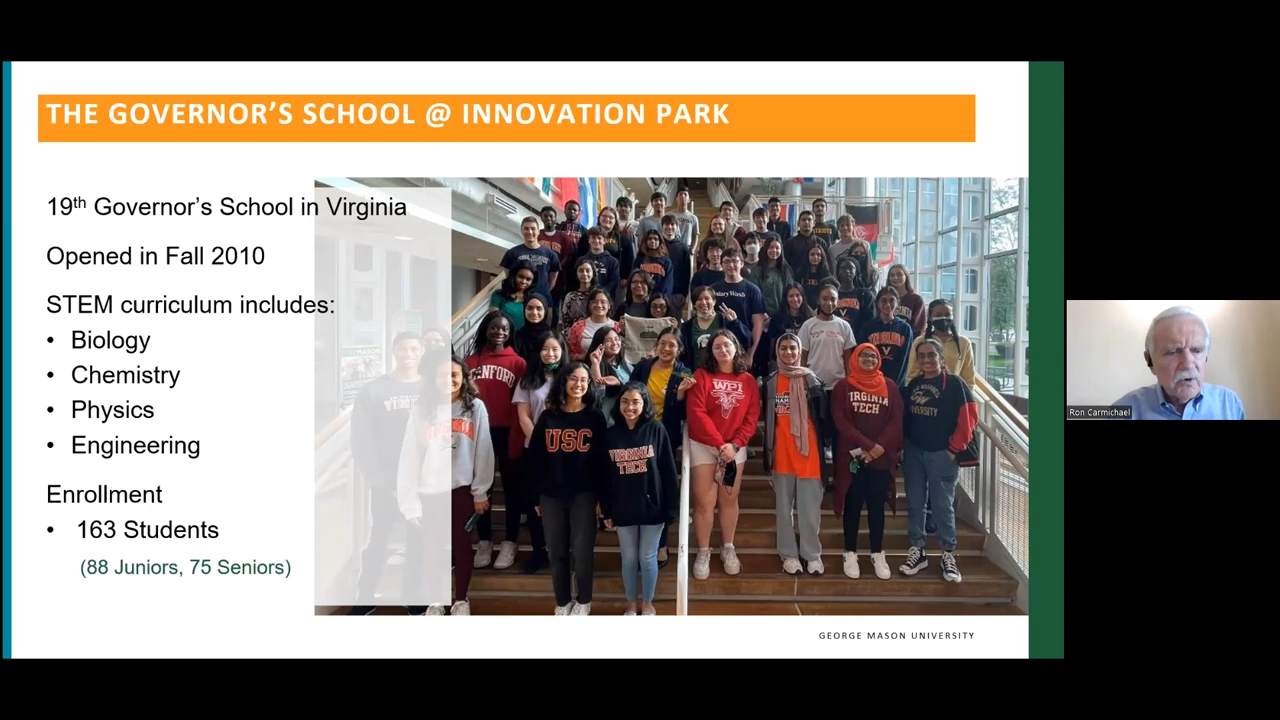 THE GOVERNOR’S SCHOOL @ INNOVATION PARK
19th Governor’s School in Virginia
Opened in Fall 2010
STEM curriculum includes:
• Biology
• Chemistry
• Physics
• Engineering
Enrollment
• 163 Students
(88 Juniors, 75 Seniors)
WPI
USC
VIRGINIA
TECH
VIRGINIA
TECH
GEORGE MASON UNIVERSITY
Ron Carmichael